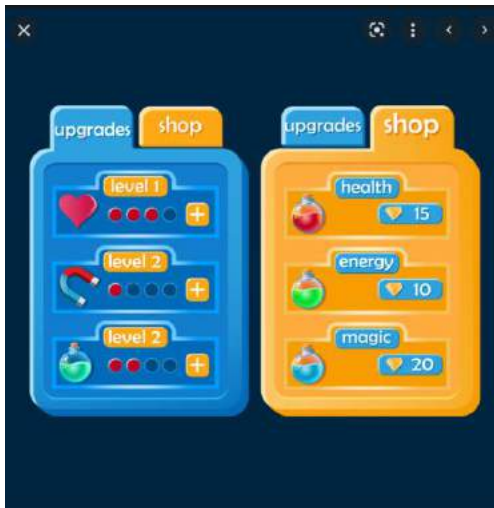 upgrades shop
level 1
level 2
level 2
upgrades shop
health
15
energy
10
magic
20